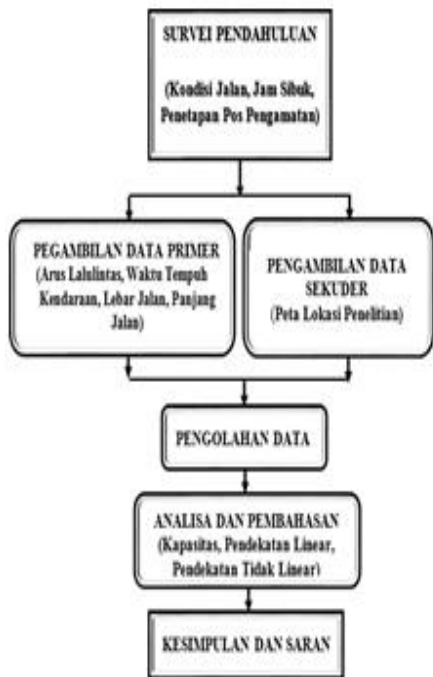 SURVEI PENDAHULUAN
(Kondisi Jalan, Jam Sibuk,
Penetapan Pos Pengamatan)
PEGAMBILAN DATA PRIMER
(Arus Lalulintas, Waktu Tempuh
Kendaraan, Lebar Jalan, Panjang
Jalan)
PENGAMBILAN DATA
SEKUDER
(Peta Lokasi Penelitian)
PENGOLAHAN DATA
ANALISA DAN PEMBAHASAN
(Kapasitas, Pendekatan Linear,
Pendekatan Tidak Linear)
KESIMPULAN DAN SARAN